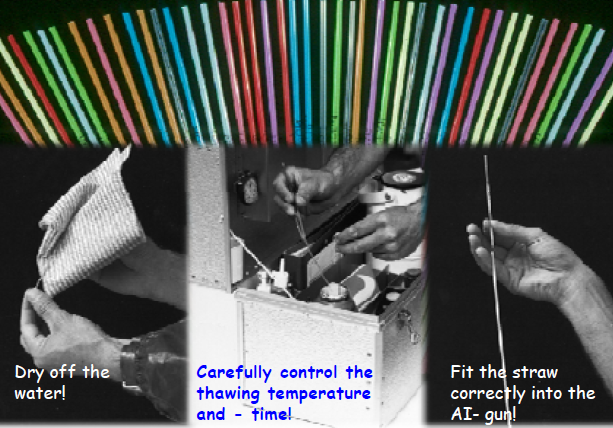 Dry off the
water!
Carefully control the
thawing temperature
and - time!
Fit the straw
correctly into the
AI- gun!